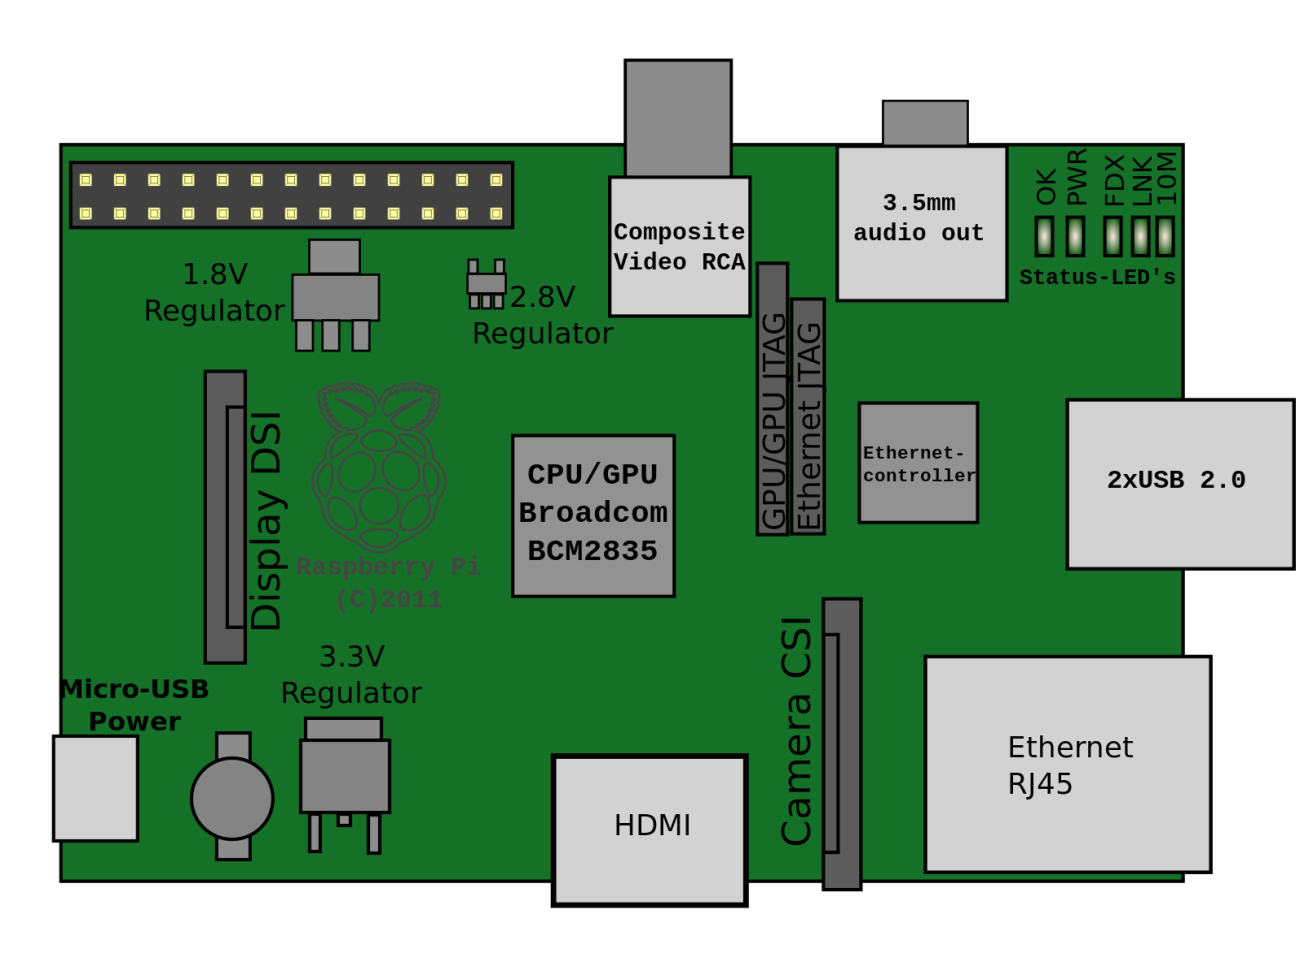 Composite
Video RCA
3.5mm
audio out
OK
PWR
FDX
LNK
10M
Status-LED's
1.8V
Regulator
2.8V
Regulator
GPU/GPU JTAG
Ethernet JTAG
Display DSI
Raspberry Pi
(C)2011
CPU/GPU
Broadcom
BCM2835
Ethernet-
controller
2xUSB 2.0
3.3V
Regulator
Micro-USB
Power
HDMI
Camera CSI
Ethernet
RJ45